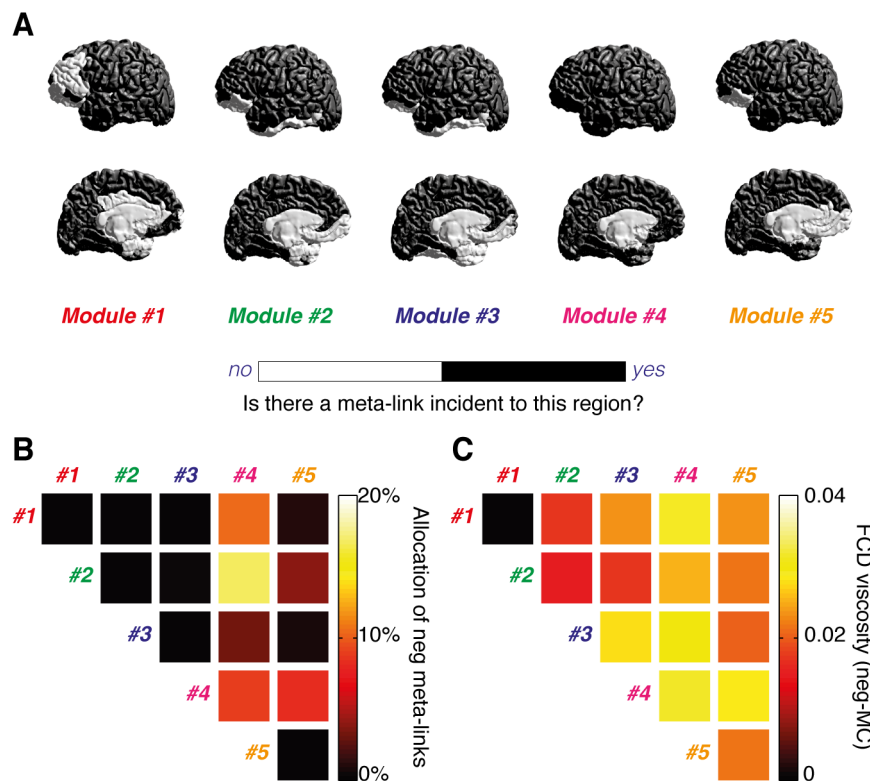 A
Module #1 Module #2 Module #3 Module #4 Module #5
no yes
Is there a meta-link incident to this region?
B
#1 #2 #3 #4 #5
#1
#2
#3
#4
#5
20%
10%
0%
Allocation of neg meta-links
C
#1 #2 #3 #4 #5
#1
#2
#3
#4
#5
0.04
0.02
0
FCD viscosity (neg-MC)